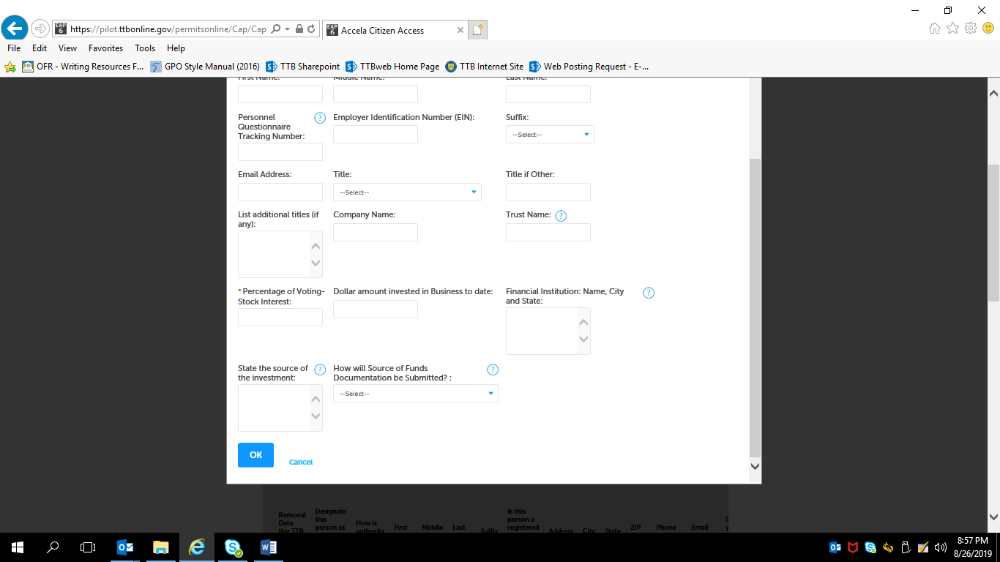 https://pilot.ttbonline.gov/permitsonline/Cap/Cap
Accela Citizen Access
File Edit View Favorites Tools Help
OFR - Writing Resources F... GPO Style Manual (2016) TTB Sharepoint TTBweb Home Page TTB Internet Site Web Posting Request - E-...
First Name: Middle Name: Last Name:
Personnel Questionnaire Tracking Number: ? Employer Identification Number (EIN): Suffix:
--Select--
Email Address: Title: Title if Other:
--Select--
List additional titles (if any): Company Name: Trust Name: ?
* Percentage of Voting-Stock Interest: Dollar amount invested in Business to date: Financial Institution: Name, City and State: ?
State the source of the investment: ? How will Source of Funds Documentation be Submitted? : ?
--Select--
OK Cancel
Removal Date (for TTB
Designate this person as
How is authority
First Middle Last Suffix
Is this person a registered
Address City State ZIP Phone Email
8:57 PM
8/26/2019